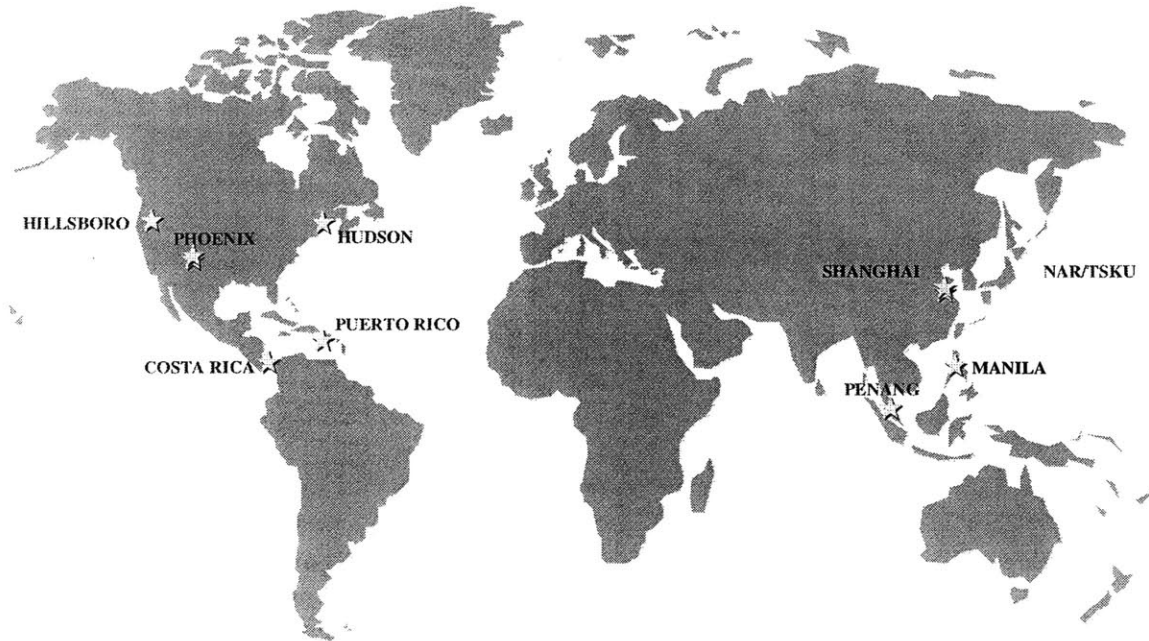 HILLSBORO
PHOENIX
HUDSON
SHANGHAI
NAR/TSKU
PUERTO RICO
COSTA RICA
MANILA
PENANG